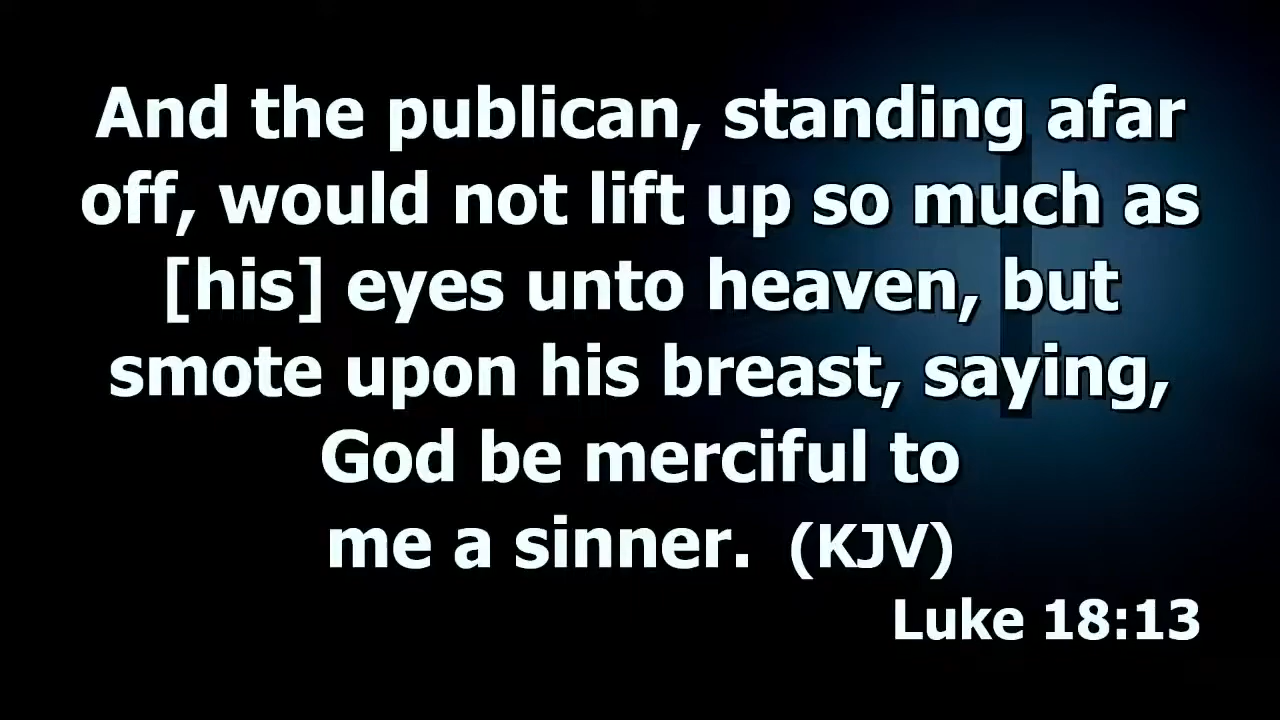 And the publican, standing afar
off, would not lift up so much as
[his] eyes unto heaven, but
smote upon his breast, saying,
God be merciful to
me a sinner. (KJV)
Luke 18:13